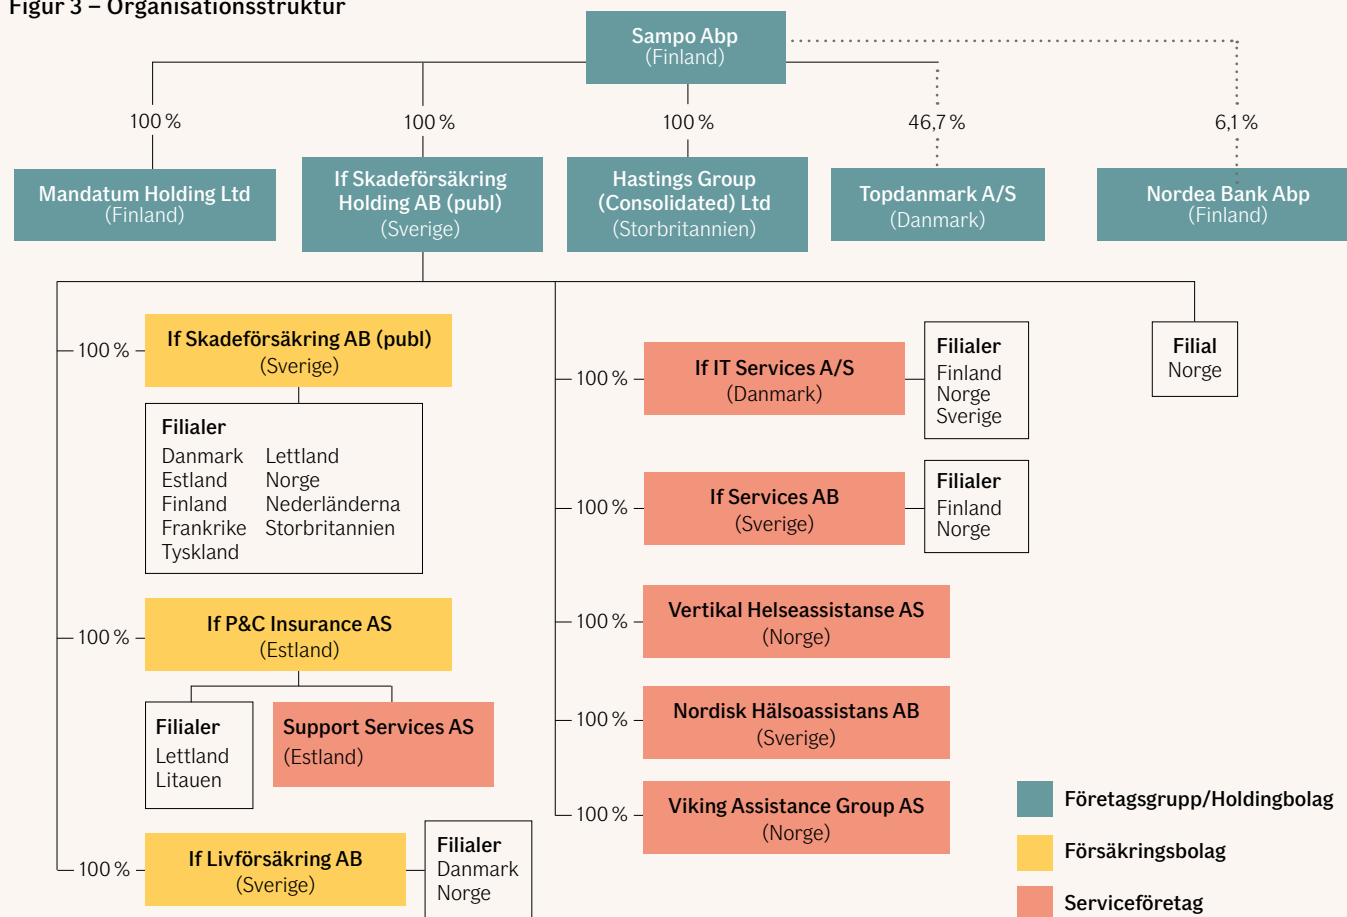 Figur 3 – Organisationsstruktur
Sampo Abp
(Finland)
100 %
100 %
100 %
46,7 %
6,1 %
Mandatum Holding Ltd
(Finland)
If Skadeförsäkring
Holding AB (publ)
(Sverige)
Hastings Group
(Consolidated) Ltd
(Storbritannien)
Topdanmark A/S
(Danmark)
Nordea Bank Abp
(Finland)
100 %
If Skadeförsäkring AB (publ)
(Sverige)
Filialer
Danmark
Estland
Finland
Frankrike
Tyskland
Lettland
Norge
Nederländerna
Storbritannien
100 %
If P&C Insurance AS
(Estland)
Filialer
Lettland
Litauen
Support Services AS
(Estland)
100 %
If Livförsäkring AB
(Sverige)
Filialer
Danmark
Norge
100 %
If IT Services A/S
(Danmark)
Filialer
Finland
Norge
Sverige
100 %
If Services AB
(Sverige)
Filialer
Finland
Norge
100 %
Vertikal Helseassistanse AS
(Norge)
100 %
Nordisk Hälsoassistans AB
(Sverige)
100 %
Viking Assistance Group AS
(Norge)
Filial
Norge
Företagsgrupp/Holdingbolag
Försäkringsbolag
Serviceföretag